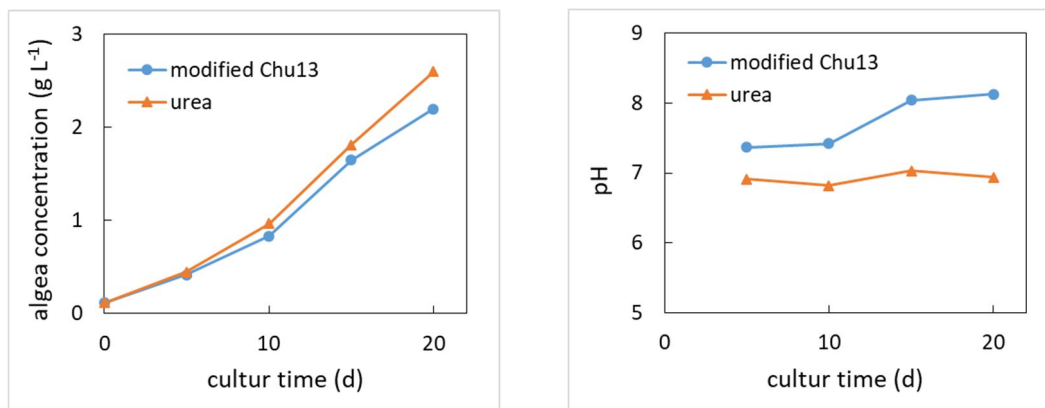 algea concentration (g L⁻¹)
3
2
1
0
modified Chu13
urea
0 10 20
cultur time (d)
pH
9
8
7
6
5
modified Chu13
urea
0 10 20
cultur time (d)